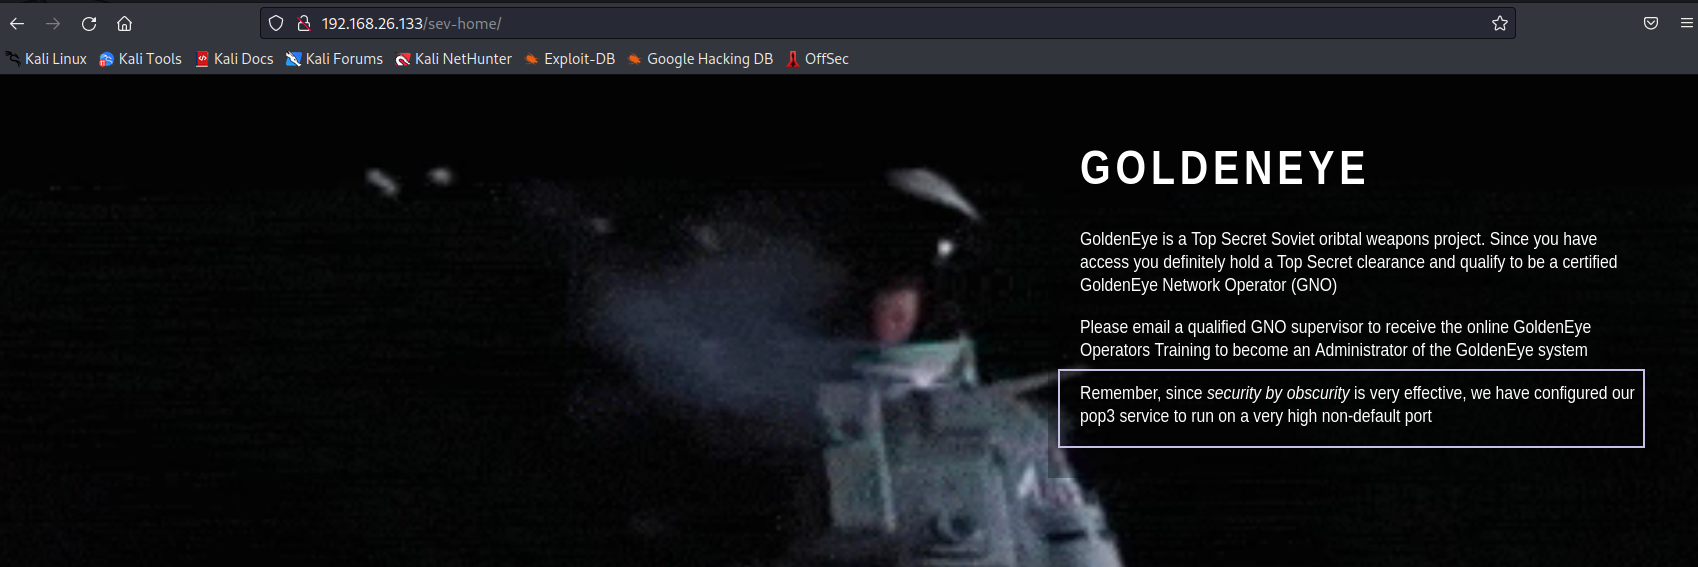 192.168.26.133/sev-home/
Kali Linux Kali Tools Kali Docs Kali Forums Kali NetHunter Exploit-DB Google Hacking DB OffSec
GOLDENEYE
GoldenEye is a Top Secret Soviet oribtal weapons project. Since you have
access you definitely hold a Top Secret clearance and qualify to be a certified
GoldenEye Network Operator (GNO)
Please email a qualified GNO supervisor to receive the online GoldenEye
Operators Training to become an Administrator of the GoldenEye system
Remember, since security by obscurity is very effective, we have configured our
pop3 service to run on a very high non-default port